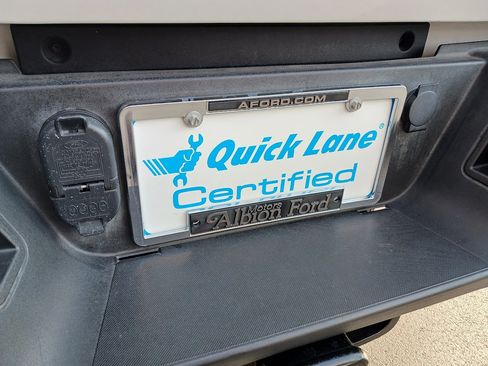 AFORD.COM
Quick Lane®
Certified
Motors
Albion Ford